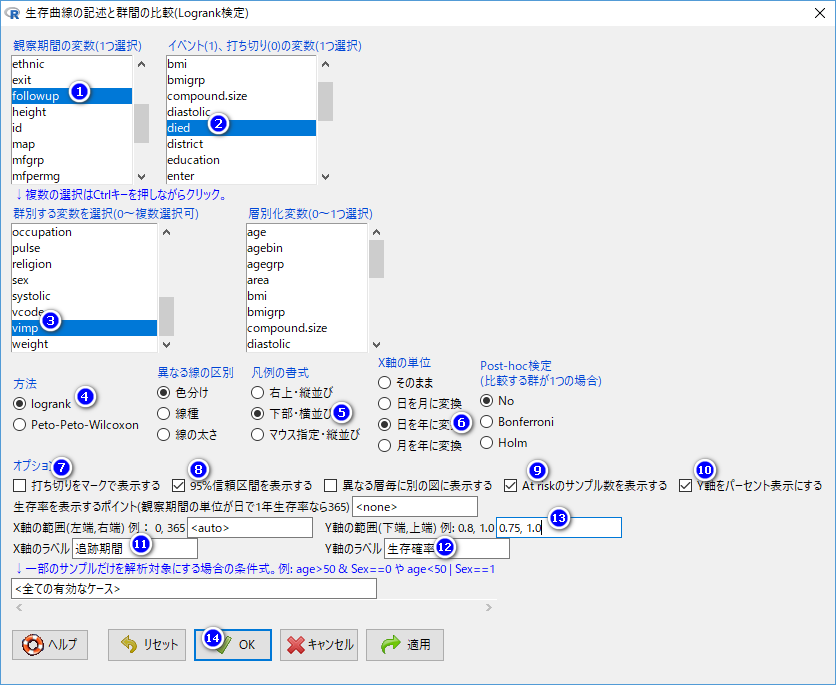 生存曲線の記述と群間の比較(Logrank検定)
観察期間の変数(1つ選択)
イベント(1)、打ち切り(0)の変数(1つ選択)
ethnic
exit
followup
height
id
map
mfgrp
mfpermg
bmi
bmigrp
compound.size
diastolic
died
district
education
enter
1
2
↓複数の選択はCtrlキーを押しながらクリック。
群別する変数を選択(0～複数選択可)
層別化変数(0～1つ選択)
occupation
pulse
religion
sex
systolic
vcode
vimp
weight
3
age
agebin
agegrp
area
bmi
bmigrp
compound.size
diastolic
方法
4
logrank
Peto-Peto-Wilcoxon
異なる線の区別
色分け
線種
線の太さ
凡例の書式
右上・縦並び
下部・横並び
5
マウス指定・縦並び
X軸の単位
そのまま
日を月に変換
日を年に変
6
月を年に変換
Post-hoc検定
(比較する群が1つの場合)
No
Bonferroni
Holm
オプション
7
8
9
10
打ち切りをマークで表示する
95%信頼区間を表示する
異なる層毎に別の図に表示する
At riskのサンプル数を表示する
Y軸をパーセント表示にする
生存率を表示するポイント(観察期間の単位が日で1年生存率なら365)
<none>
X軸の範囲(左端,右端) 例： 0, 365
<auto>
Y軸の範囲(下端,上端) 例: 0.8, 1.0
0.75, 1.0
13
X軸のラベル
追跡期間
11
Y軸のラベル
生存確率
12
↓一部のサンプルだけを解析対象にする場合の条件式。例: age>50 & Sex==0 や age<50 | Sex==1
<全ての有効なケース>
ヘルプ
リセット
14
OK
キャンセル
適用